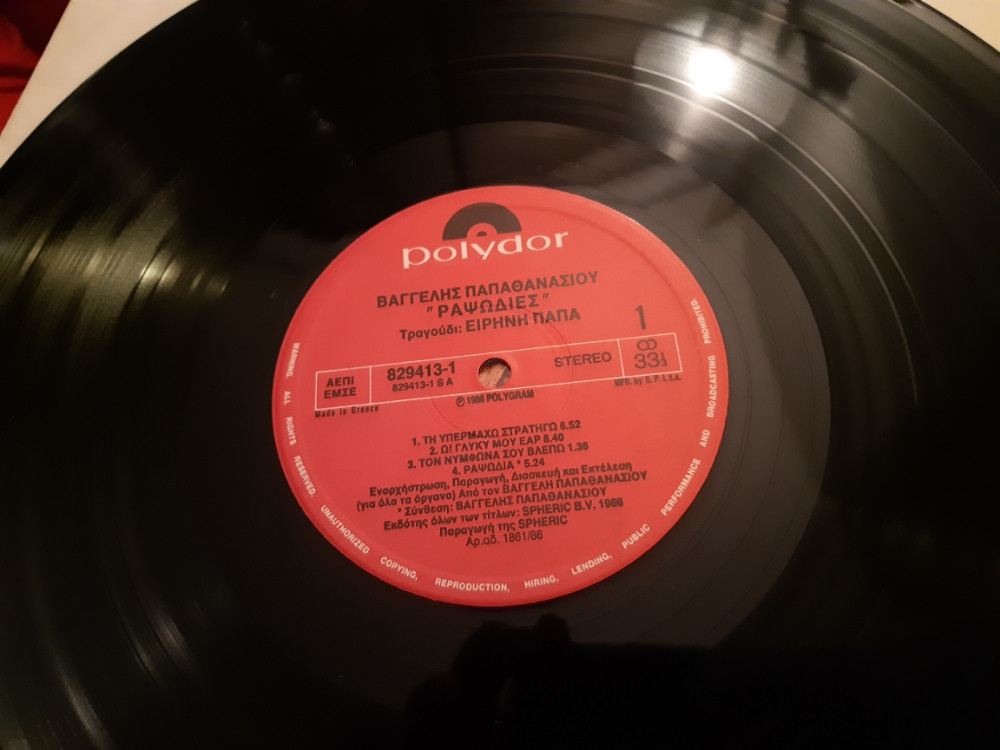 polydor
ΒΑΓΓΕΛΗΣ ΠΑΠΑΘΑΝΑΣΙΟΥ
"ΡΑΨΩΔΙΕΣ"
Τραγούδι: ΕΙΡΗΝΗ ΠΑΠΑ
1
ΑΕΠΙ
ΕΜΣΕ
829413-1
829413-1 S A
STEREO
33⅓
Made in Greece
℗ 1986 POLYGRAM
MFD. by G.P.I.S.A.
1. ΤΗ ΥΠΕΡΜΑΧΩ ΣΤΡΑΤΗΓΩ 6.52
2. ΩΙ ΓΛΥΚΥ ΜΟΥ ΕΑΡ 6.40
3. ΤΟΝ ΝΥΜΦΩΝΑ ΣΟΥ ΒΛΕΠΩ 1.36
4. ΡΑΨΩΔΙΑ * 5.24
Ενορχήστρωση, Παραγωγή, Διασκευή και Εκτέλεση
(για όλα τα όργανα) Από τον ΒΑΓΓΕΛΗ ΠΑΠΑΘΑΝΑΣΙΟΥ
* Σύνθεση: ΒΑΓΓΕΛΗΣ ΠΑΠΑΘΑΝΑΣΙΟΥ
Εκδότης όλων των τίτλων: SPHERIC B.V. 1986
Παραγωγή της SPHERIC
Αρ.αδ. 1861/86
WARNING. ALL RIGHTS RESERVED. UNAUTHORIZED COPYING, REPRODUCTION, HIRING, LENDING, PUBLIC PERFORMANCE AND BROADCASTING PROHIBITED.